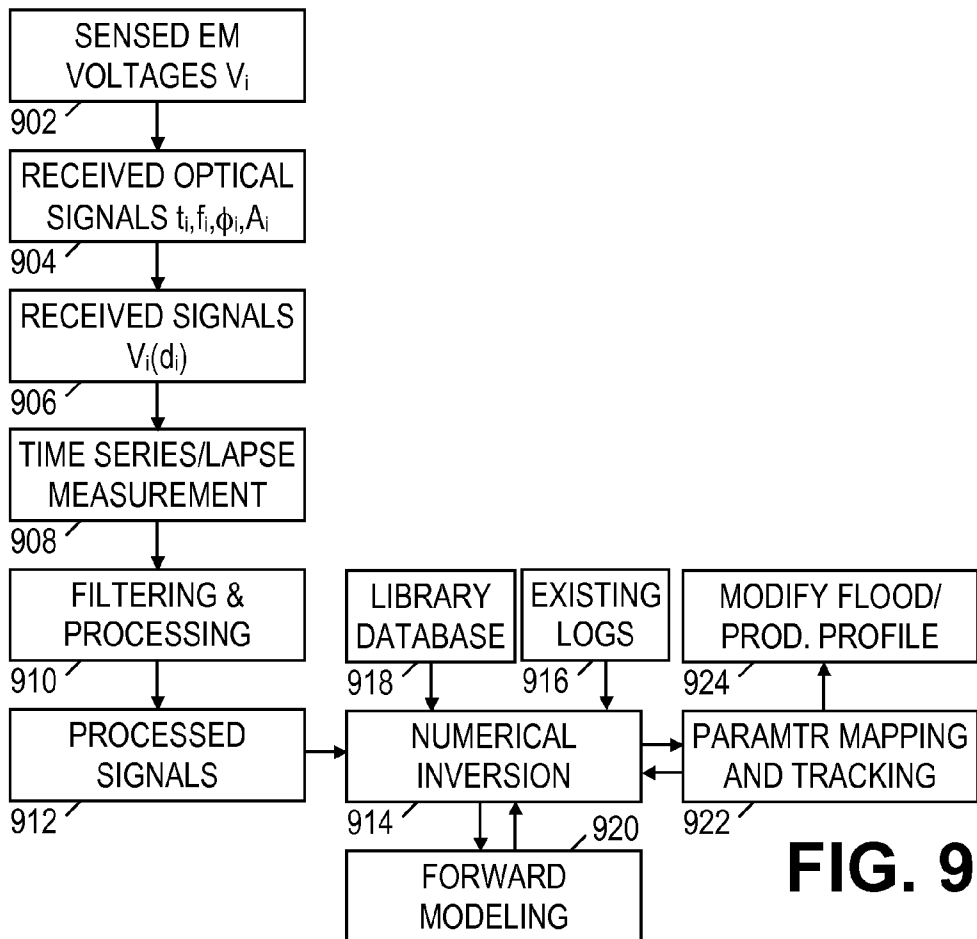 SENSED EM
VOLTAGES Vᵢ
902
RECEIVED OPTICAL
SIGNALS tᵢ,fᵢ,ϕᵢ,Aᵢ
904
RECEIVED SIGNALS
Vᵢ(dᵢ)
906
TIME SERIES/LAPSE
MEASUREMENT
908
FILTERING &
PROCESSING
910
LIBRARY
DATABASE
918
EXISTING
LOGS
916
MODIFY FLOOD/
PROD. PROFILE
924
PROCESSED
SIGNALS
912
NUMERICAL
INVERSION
914
PARAMTR MAPPING
AND TRACKING
922
920
FORWARD
MODELING
FIG. 9